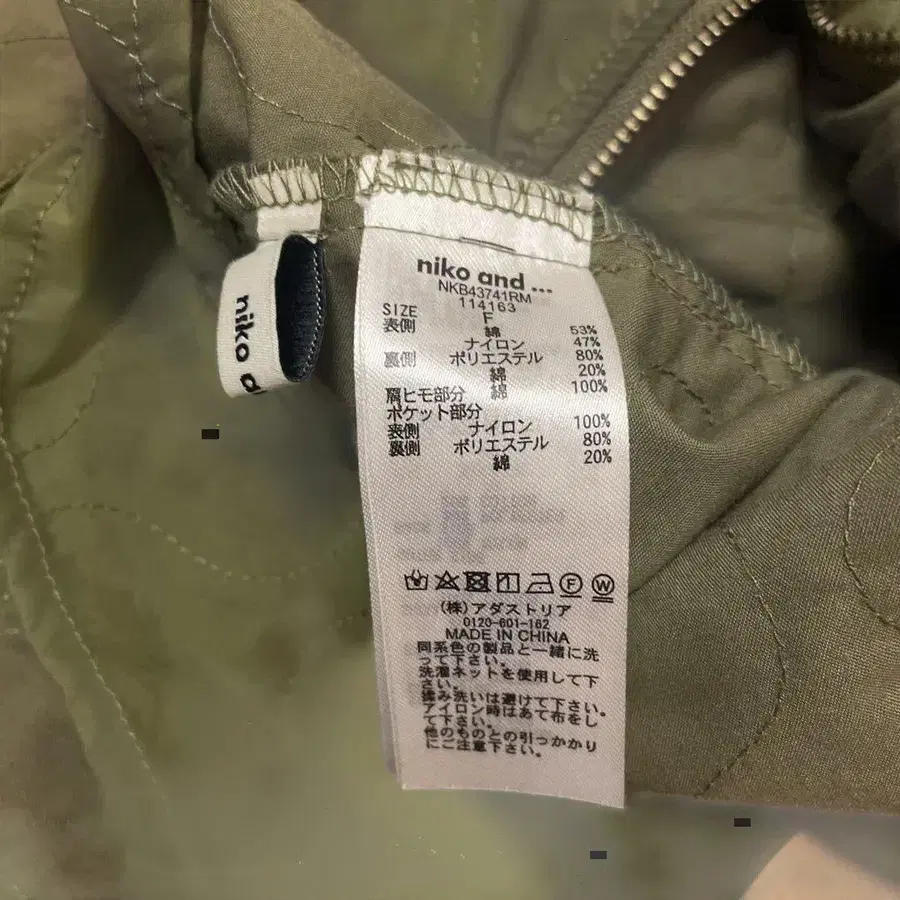 niko and ...
NKB43741RM
114163
SIZE F
表側 綿 53%
ナイロン 47%
裏側 ポリエステル 80%
綿 20%
肩ヒモ部分 綿 100%
ポケット部分
表側 ナイロン 100%
裏側 ポリエステル 80%
綿 20%
F W
(株)アダストリア
0120-601-162
MADE IN CHINA
同系色の製品と一緒に洗
って下さい。
洗濯ネットを使用して下
さい。
揉み洗いは避けて下さい。
アイロン時はあて布をし
て下さい。
他のものとの引っかかり
にご注意下さい。
niko